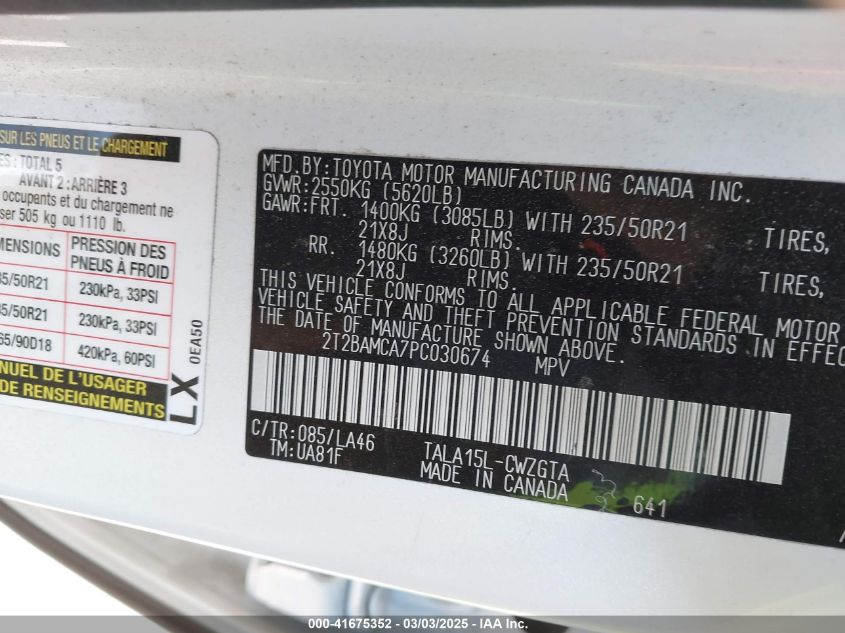 SUR LES PNEUS ET LE CHARGEMENT
TOTAL 5
AVANT 2 : ARRIÈRE 3
occupants et du chargement ne
ser 505 kg ou 1110 lb.
MENSIONS PRESSION DES PNEUS À FROID
5/50R21 230kPa, 33PSI
5/50R21 230kPa, 33PSI
65/90D18 420kPa, 60PSI
NUEL DE L'USAGER
DE RENSEIGNEMENTS
LX 0EA50
MFD.BY:TOYOTA MOTOR MANUFACTURING CANADA INC.
GVWR:2550KG (5620LB)
GAWR:FRT. 1400KG (3085LB) WITH 235/50R21 TIRES,
21X8J RIMS.
RR. 1480KG (3260LB) WITH 235/50R21 TIRES,
21X8J RIMS.
THIS VEHICLE CONFORMS TO ALL APPLICABLE FEDERAL MOTOR
VEHICLE SAFETY AND THEFT PREVENTION STANDARDS IN EFFEC
THE DATE OF MANUFACTURE SHOWN ABOVE.
2T2BAMCA7PC030674 MPV
C/TR:085/LA46 TALA15L-CWZGTA
TM:UA81F MADE IN CANADA 641
000-41675352 - 03/03/2025 - IAAI Inc.